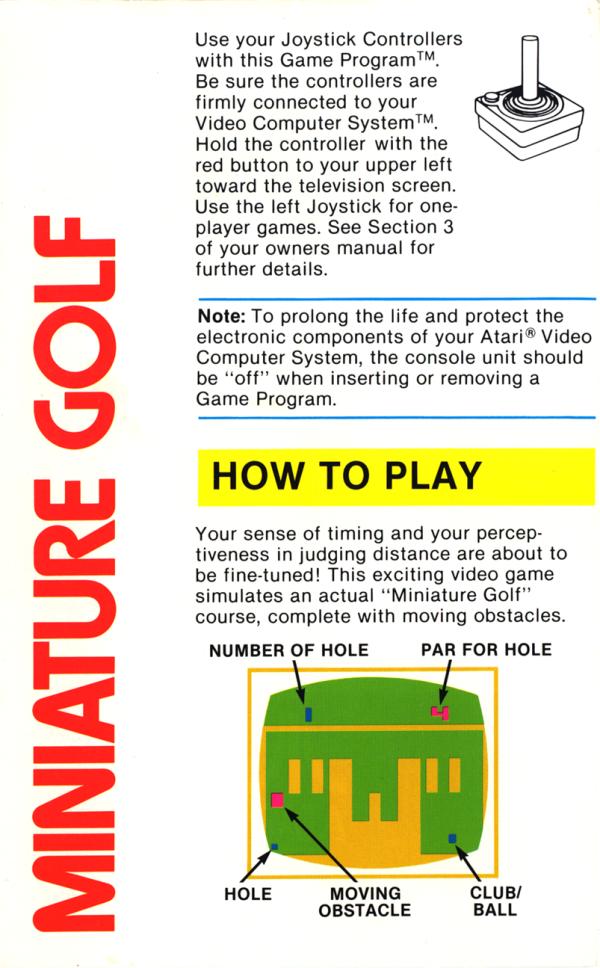 MINIATURE GOLF
Use your Joystick Controllers
with this Game Program™.
Be sure the controllers are
firmly connected to your
Video Computer System™.
Hold the controller with the
red button to your upper left
toward the television screen.
Use the left Joystick for one-
player games. See Section 3
of your owners manual for
further details.
Note: To prolong the life and protect the
electronic components of your Atari® Video
Computer System, the console unit should
be “off” when inserting or removing a
Game Program.
HOW TO PLAY
Your sense of timing and your percep-
tiveness in judging distance are about to
be fine-tuned! This exciting video game
simulates an actual “Miniature Golf”
course, complete with moving obstacles.
NUMBER OF HOLE
PAR FOR HOLE
1
4
HOLE
MOVING
OBSTACLE
CLUB/
BALL